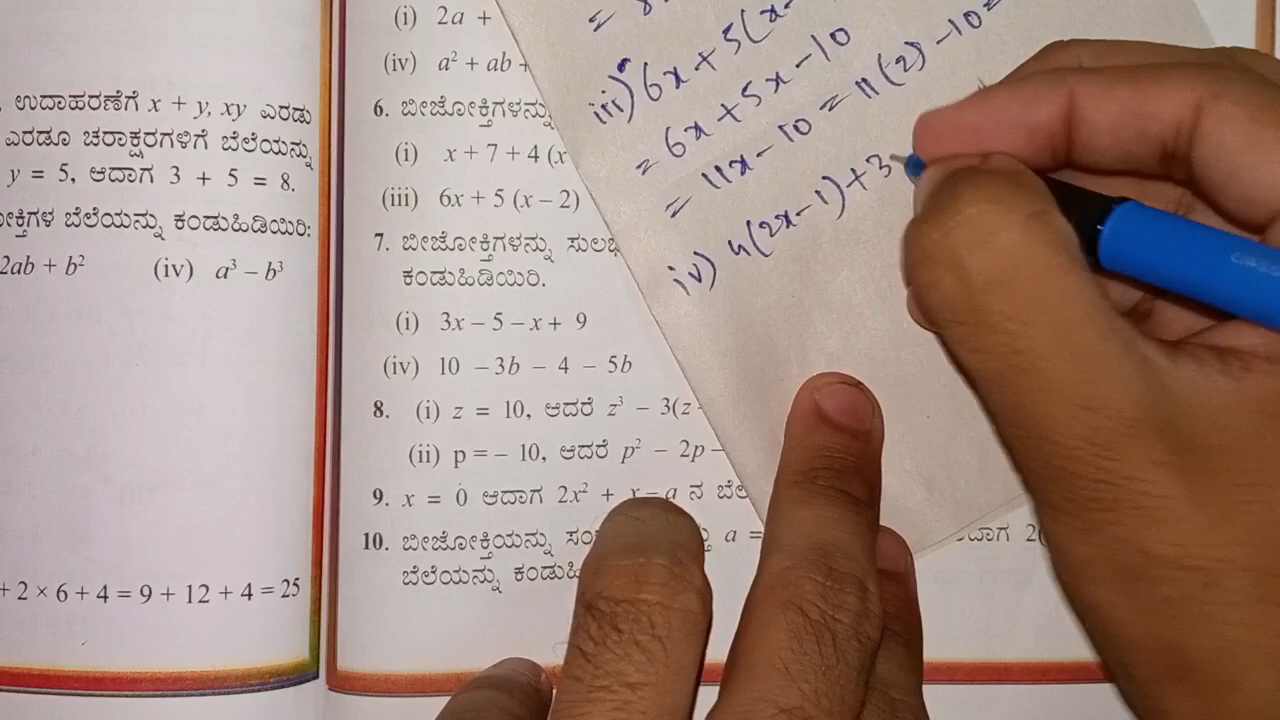 ಉದಾಹರಣೆಗೆ x + y, xy ಎರಡು
ಎರಡೂ ಚರಾಕ್ಷರಗಳಿಗೆ ಬೆಲೆಯನ್ನು
y = 5, ಆದಾಗ 3 + 5 = 8.
ಬೆಲೆಯನ್ನು ಕಂಡುಹಿಡಿಯಿರಿ:
2ab + b² (iv) a³ – b³
+ 2 × 6 + 4 = 9 + 12 + 4 = 25
(i) 2a +
(iv) a² + ab +
6. ಬೀಜೋಕ್ತಿಗಳನ್ನು
(i) x + 7 + 4 (x
(iii) 6x + 5 (x – 2)
7. ಬೀಜೋಕ್ತಿಗಳನ್ನು ಸುಲಭ
ಕಂಡುಹಿಡಿಯಿರಿ.
(i) 3x – 5 – x + 9
(iv) 10 – 3b – 4 – 5b
8. (i) z = 10, ಆದರೆ z³ – 3(z –
(ii) p = – 10, ಆದರೆ p² – 2p –
9. x = 0 ಆದಾಗ 2x² + x – a ನ ಬೆಲೆ
10. ಬೀಜೋಕ್ತಿಯನ್ನು a =
ಬೆಲೆಯನ್ನು
iii) 6x + 5(x –
= 6x + 5x – 10
= 11x – 10 = 11(2) – 10 =
iv) 4(2x – 1) + 3